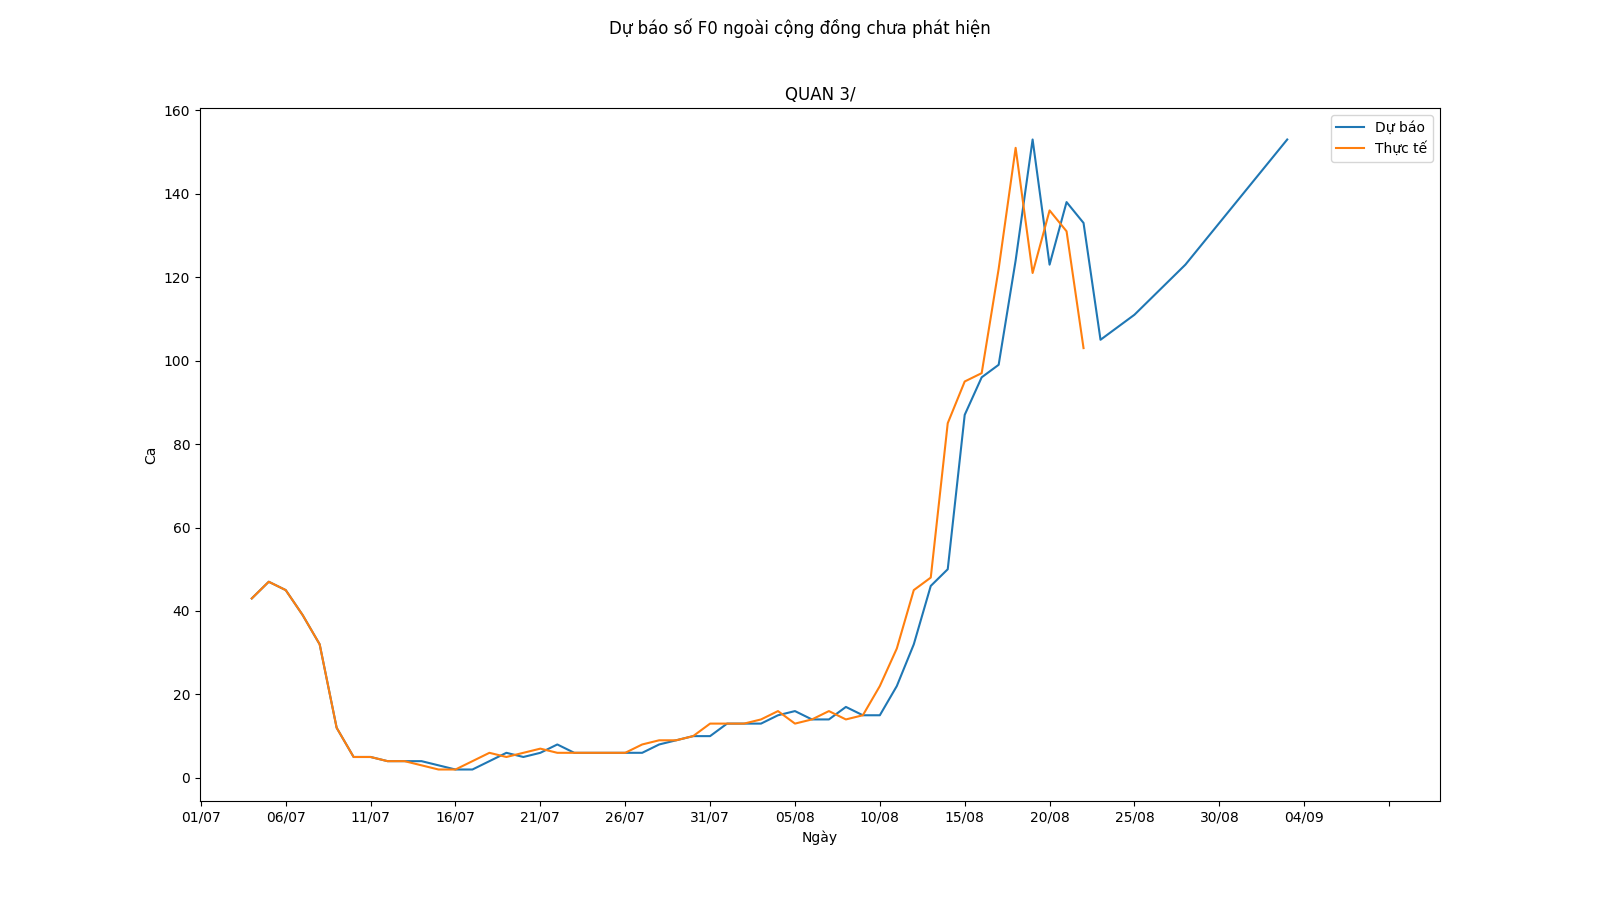 Dự báo số F0 ngoài cộng đồng chưa phát hiện
QUAN 3/
Dự báo
Thực tế
160
140
120
100
80
60
40
20
0
Ca
01/07 06/07 11/07 16/07 21/07 26/07 31/07 05/08 10/08 15/08 20/08 25/08 30/08 04/09
Ngày